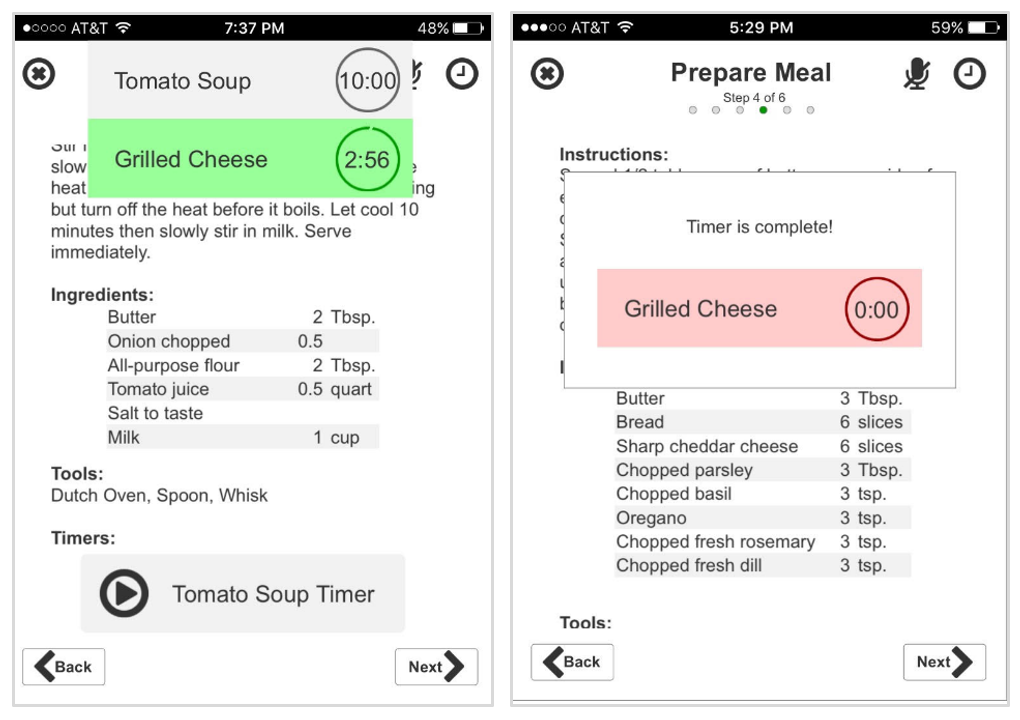 AT&T 7:37 PM 48%
Tomato Soup 10:00
Grilled Cheese 2:56
slow
heat ing
but turn off the heat before it boils. Let cool 10
minutes then slowly stir in milk. Serve
immediately.
Ingredients:
Butter 2 Tbsp.
Onion chopped 0.5
All-purpose flour 2 Tbsp.
Tomato juice 0.5 quart
Salt to taste
Milk 1 cup
Tools:
Dutch Oven, Spoon, Whisk
Timers:
Tomato Soup Timer
Back Next
AT&T 5:29 PM 59%
Prepare Meal
Step 4 of 6
Instructions:
Timer is complete!
Grilled Cheese 0:00
Butter 3 Tbsp.
Bread 6 slices
Sharp cheddar cheese 6 slices
Chopped parsley 3 Tbsp.
Chopped basil 3 tsp.
Oregano 3 tsp.
Chopped fresh rosemary 3 tsp.
Chopped fresh dill 3 tsp.
Tools:
Back Next